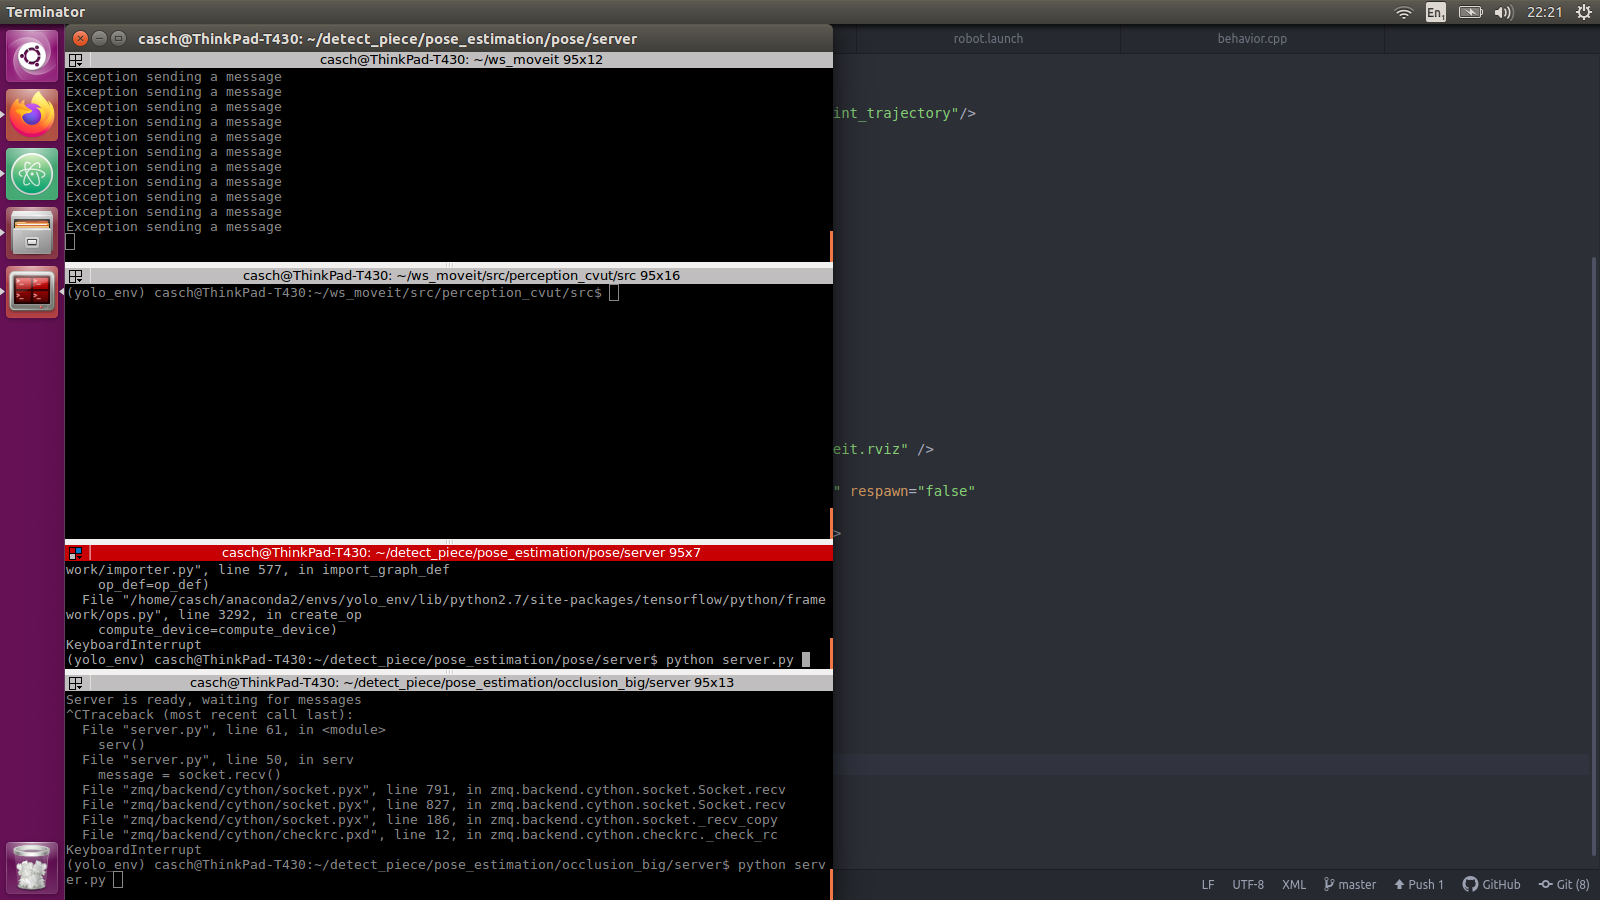 Terminator
En1
22:21
casch@ThinkPad-T430: ~/detect_piece/pose_estimation/pose/server
casch@ThinkPad-T430: ~/ws_moveit 95x12
Exception sending a message
Exception sending a message
Exception sending a message
Exception sending a message
Exception sending a message
Exception sending a message
Exception sending a message
Exception sending a message
Exception sending a message
Exception sending a message
Exception sending a message
casch@ThinkPad-T430: ~/ws_moveit/src/perception_cvut/src 95x16
(yolo_env) casch@ThinkPad-T430:~/ws_moveit/src/perception_cvut/src$
casch@ThinkPad-T430: ~/detect_piece/pose_estimation/pose/server 95x7
work/importer.py", line 577, in import_graph_def
op_def=op_def)
File "/home/casch/anaconda2/envs/yolo_env/lib/python2.7/site-packages/tensorflow/python/frame
work/ops.py", line 3292, in create_op
compute_device=compute_device)
KeyboardInterrupt
(yolo_env) casch@ThinkPad-T430:~/detect_piece/pose_estimation/pose/server$ python server.py
casch@ThinkPad-T430: ~/detect_piece/pose_estimation/occlusion_big/server 95x13
Server is ready, waiting for messages
^CTraceback (most recent call last):
File "server.py", line 61, in <module>
serv()
File "server.py", line 50, in serv
message = socket.recv()
File "zmq/backend/cython/socket.pyx", line 791, in zmq.backend.cython.socket.Socket.recv
File "zmq/backend/cython/socket.pyx", line 827, in zmq.backend.cython.socket.Socket.recv
File "zmq/backend/cython/socket.pyx", line 186, in zmq.backend.cython.socket._recv_copy
File "zmq/backend/cython/checkrc.pxd", line 12, in zmq.backend.cython.checkrc._check_rc
KeyboardInterrupt
(yolo_env) casch@ThinkPad-T430:~/detect_piece/pose_estimation/occlusion_big/server$ python serv
er.py
robot.launch
behavior.cpp
int_trajectory"/>
eit.rviz" />
" respawn="false"
>
LF
UTF-8
XML
master
Push 1
GitHub
Git (8)